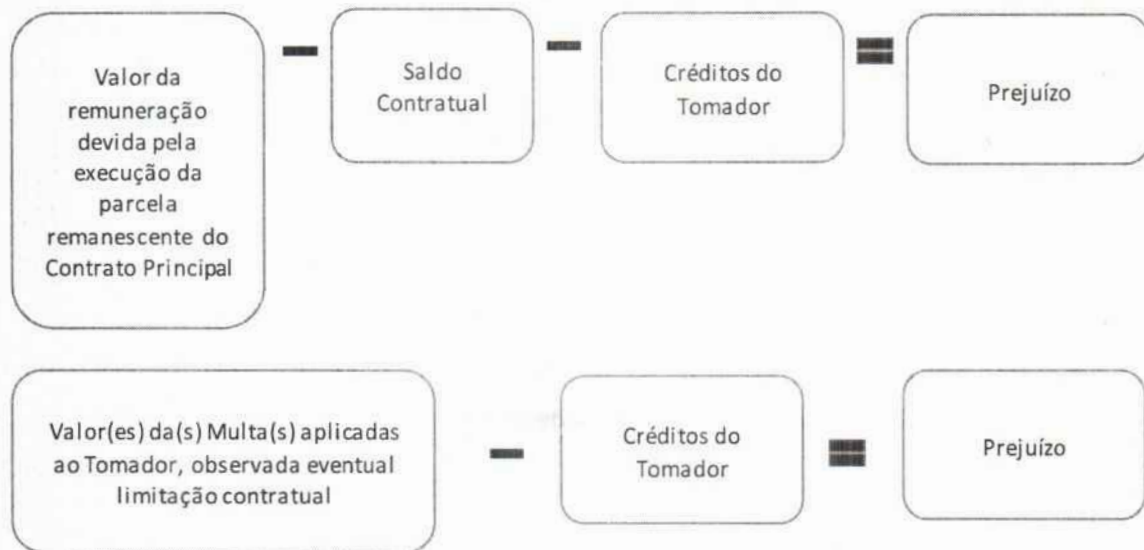 Valor da
remuneração
devida pela
execução da
parcela
remanescente do
Contrato Principal
Saldo
Contratual
Créditos do
Tomador
Prejuízo
Valor(es) da(s) Multa(s) aplicadas
ao Tomador, observada eventual
limitação contratual
Créditos do
Tomador
Prejuízo